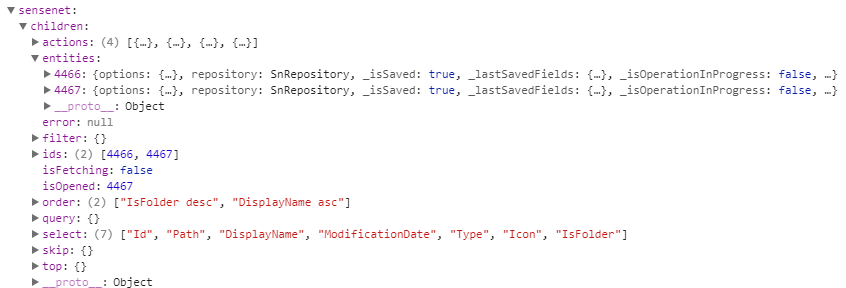 ▼ sensenet:
▼ children:
▶ actions: (4) [{…}, {…}, {…}, {…}]
▼ entities:
▶ 4466: {options: {…}, repository: SnRepository, _isSaved: true, _lastSavedFields: {…}, _isOperationInProgress: false, …}
▶ 4467: {options: {…}, repository: SnRepository, _isSaved: true, _lastSavedFields: {…}, _isOperationInProgress: false, …}
▶ __proto__: Object
error: null
▶ filter: {}
▶ ids: (2) [4466, 4467]
isFetching: false
isOpened: 4467
▶ order: (2) ["IsFolder desc", "DisplayName asc"]
▶ query: {}
▶ select: (7) ["Id", "Path", "DisplayName", "ModificationDate", "Type", "Icon", "IsFolder"]
▶ skip: {}
▶ top: {}
▶ __proto__: Object